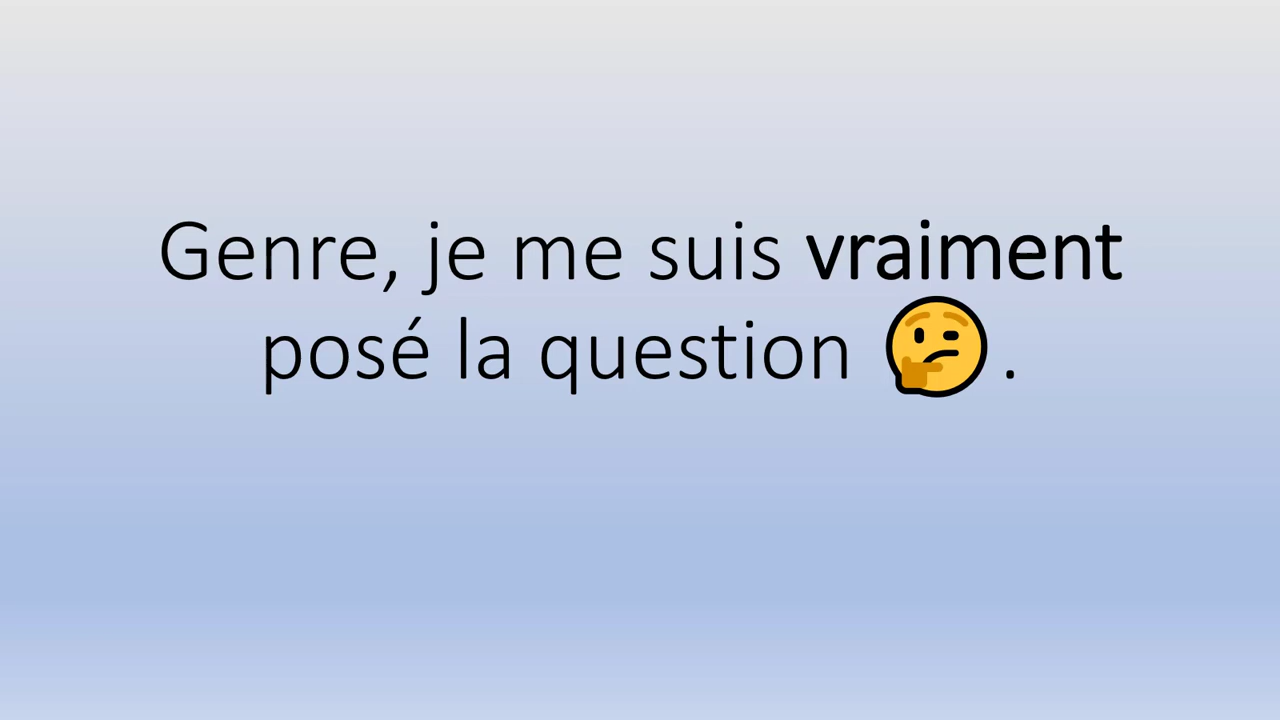 Genre, je me suis vraiment
posé la question 🤔.